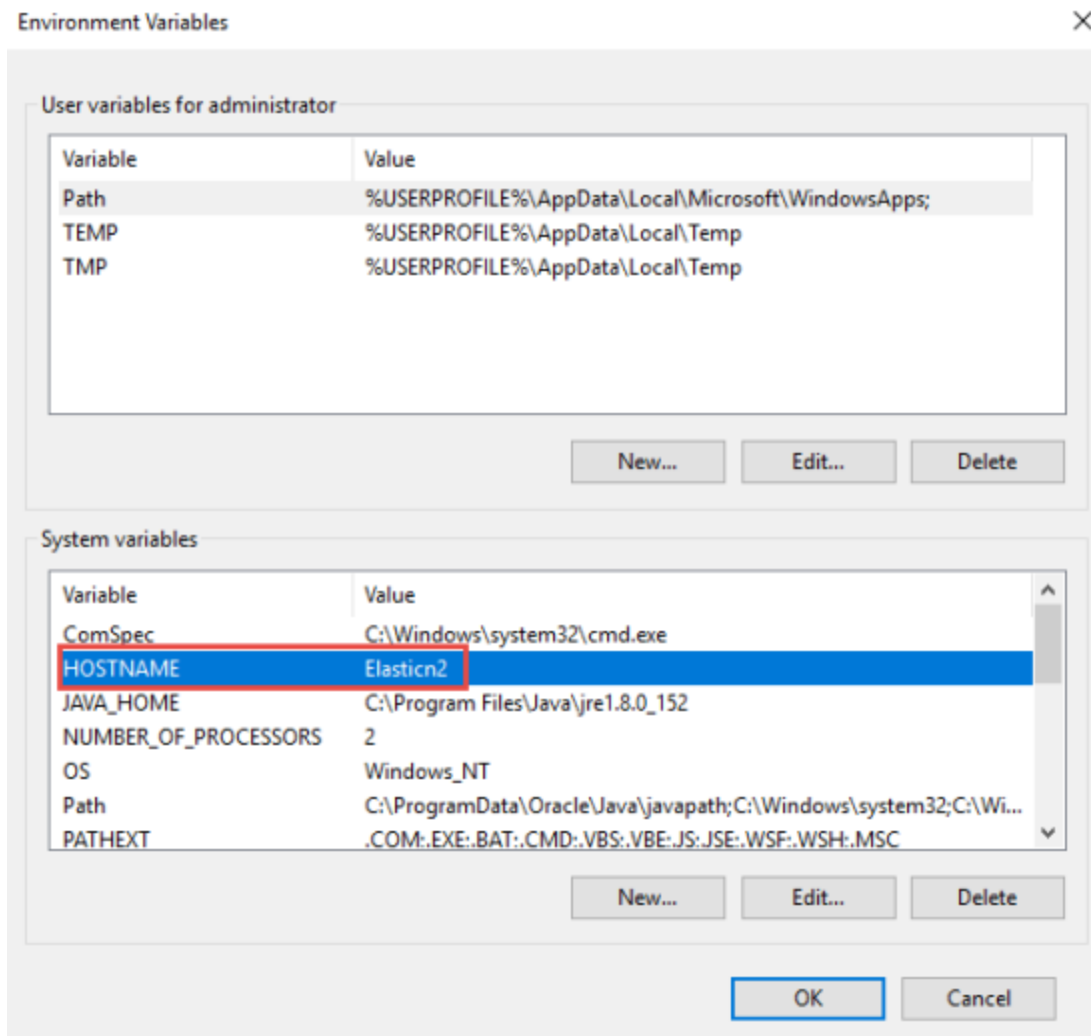 Environment Variables
User variables for administrator
Variable Value
Path %USERPROFILE%\AppData\Local\Microsoft\WindowsApps;
TEMP %USERPROFILE%\AppData\Local\Temp
TMP %USERPROFILE%\AppData\Local\Temp
New... Edit... Delete
System variables
Variable Value
ComSpec C:\Windows\system32\cmd.exe
HOSTNAME Elasticn2
JAVA_HOME C:\Program Files\Java\jre1.8.0_152
NUMBER_OF_PROCESSORS 2
OS Windows_NT
Path C:\ProgramData\Oracle\Java\javapath;C:\Windows\system32;C:\Wi...
PATHEXT .COM;.EXE;.BAT;.CMD;.VBS;.VBE;.JS;.JSE;.WSF;.WSH;.MSC
New... Edit... Delete
OK Cancel